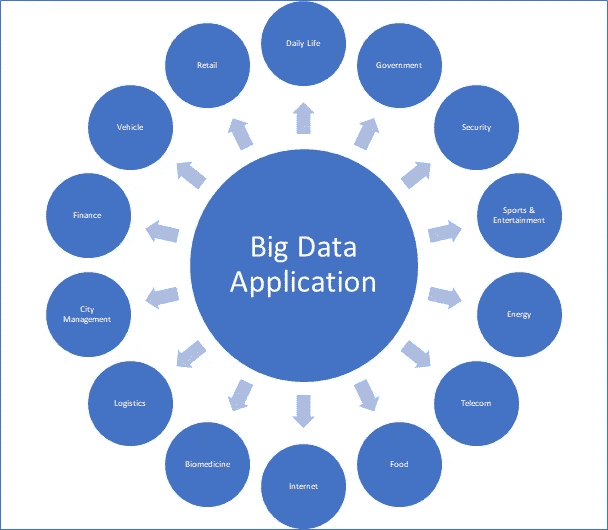 Daily Life
Government
Security
Sports &
Entertainment
Energy
Telecom
Food
Internet
Biomedicine
Logistics
City
Management
Finance
Vehicle
Retail
Big Data
Application